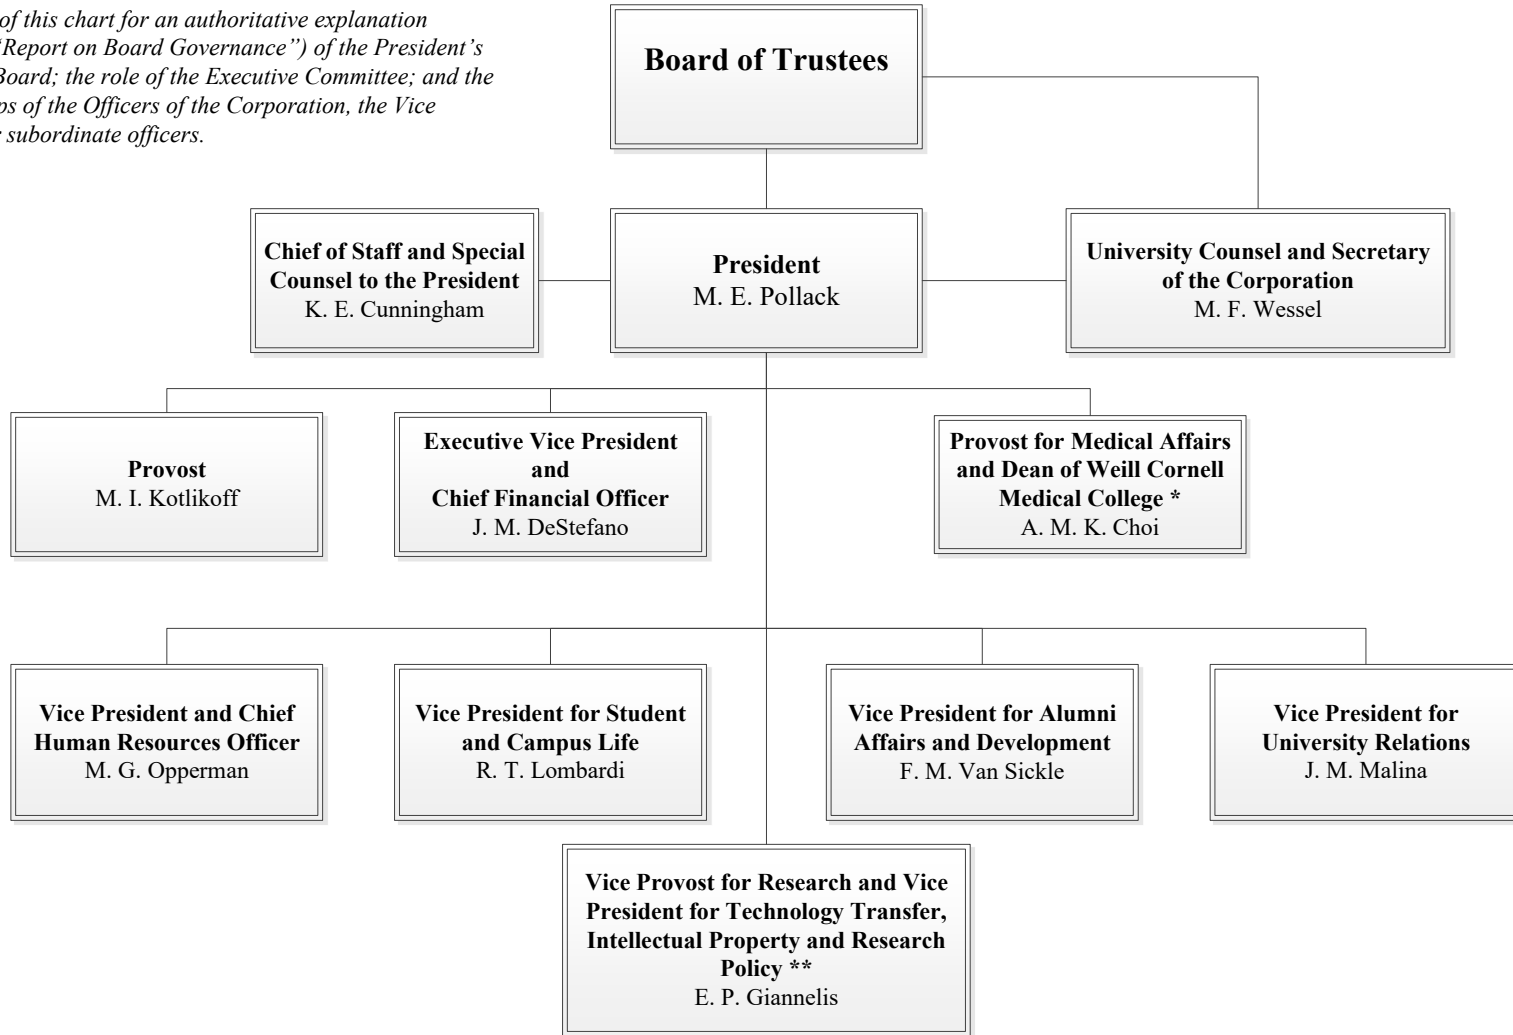 of this chart for an authoritative explanation
“Report on Board Governance”) of the President’s
Board; the role of the Executive Committee; and the
ps of the Officers of the Corporation, the Vice
subordinate officers.
Board of Trustees
Chief of Staff and Special
Counsel to the President
K. E. Cunningham
President
M. E. Pollack
University Counsel and Secretary
of the Corporation
M. F. Wessel
Provost
M. I. Kotlikoff
Executive Vice President
and
Chief Financial Officer
J. M. DeStefano
Provost for Medical Affairs
and Dean of Weill Cornell
Medical College *
A. M. K. Choi
Vice President and Chief
Human Resources Officer
M. G. Opperman
Vice President for Student
and Campus Life
R. T. Lombardi
Vice President for Alumni
Affairs and Development
F. M. Van Sickle
Vice President for
University Relations
J. M. Malina
Vice Provost for Research and Vice
President for Technology Transfer,
Intellectual Property and Research
Policy **
E. P. Giannelis